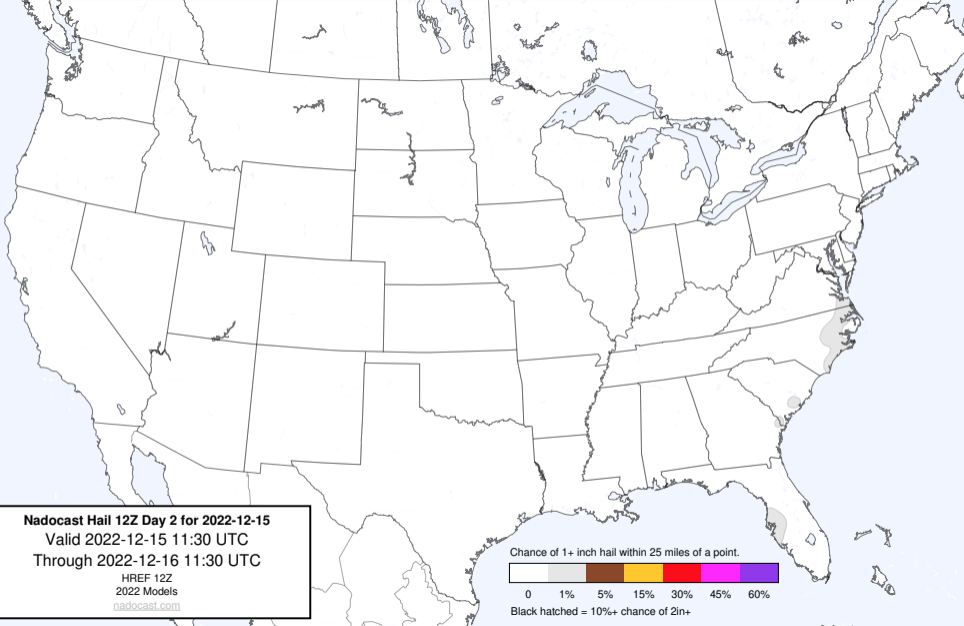 Nadocast Hail 12Z Day 2 for 2022-12-15
Valid 2022-12-15 11:30 UTC
Through 2022-12-16 11:30 UTC
HREF 12Z
2022 Models
nadocast.com
Chance of 1+ inch hail within 25 miles of a point.
0 1% 5% 15% 30% 45% 60%
Black hatched = 10%+ chance of 2in+